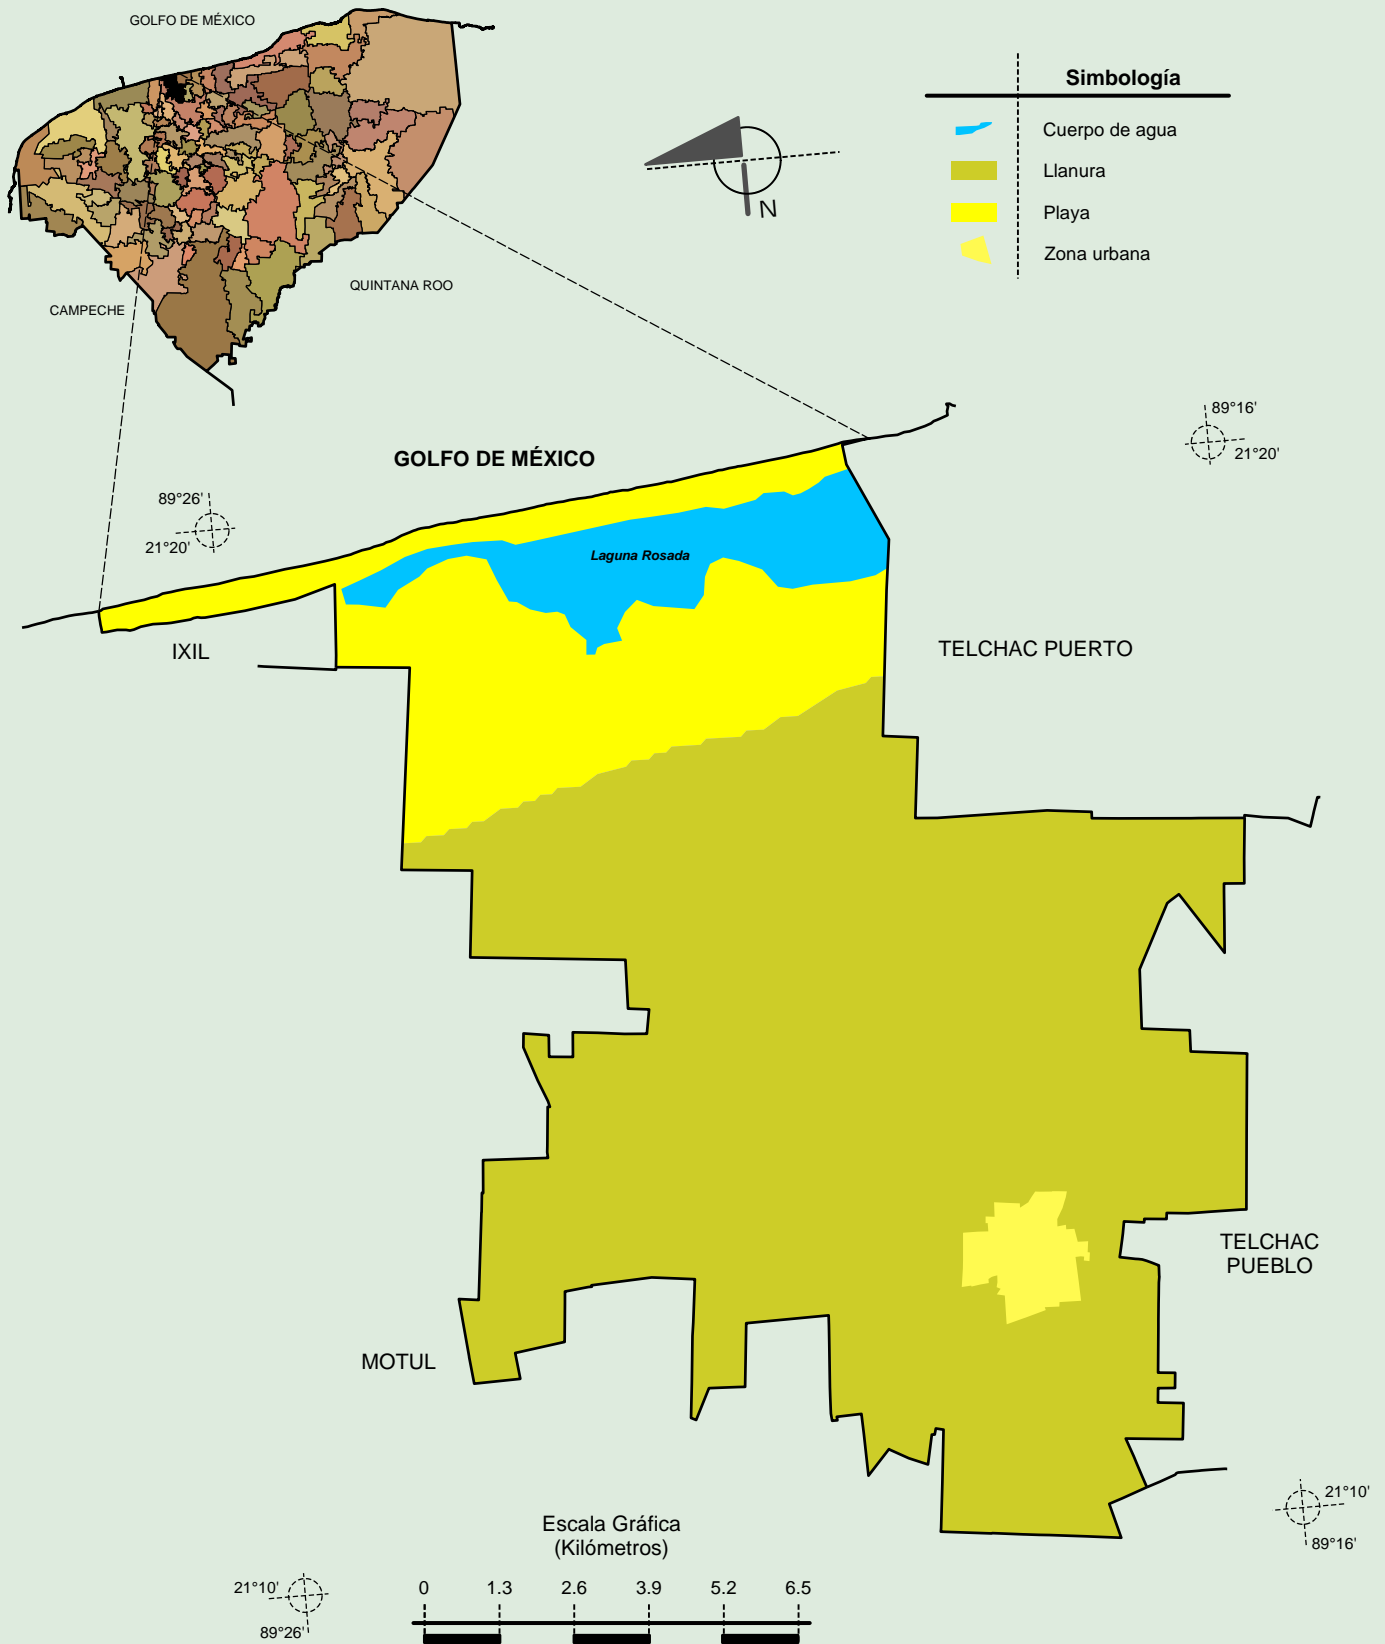 GOLFO DE MÉXICO
Simbología
Cuerpo de agua
Llanura
Playa
Zona urbana
N
QUINTANA ROO
CAMPECHE
89°16'
21°20'
GOLFO DE MÉXICO
89°26'
21°20'
Laguna Rosada
IXIL
TELCHAC PUERTO
TELCHAC
PUEBLO
MOTUL
21°10'
89°16'
Escala Gráfica
(Kilómetros)
21°10'
89°26'
0 1.3 2.6 3.9 5.2 6.5